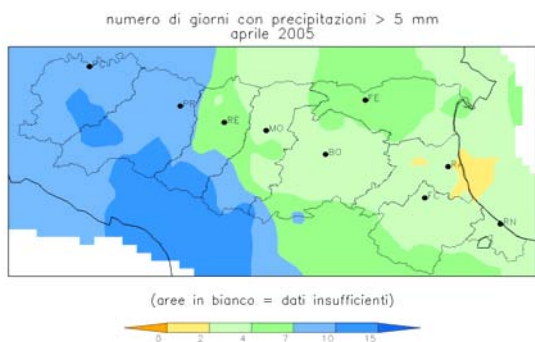 numero di giorni con precipitazioni > 5 mm
aprile 2005
PC
PR
RE
MO
FE
BO
RA
FC
RN
(aree in bianco = dati insufficienti)
0 2 4 7 10 15